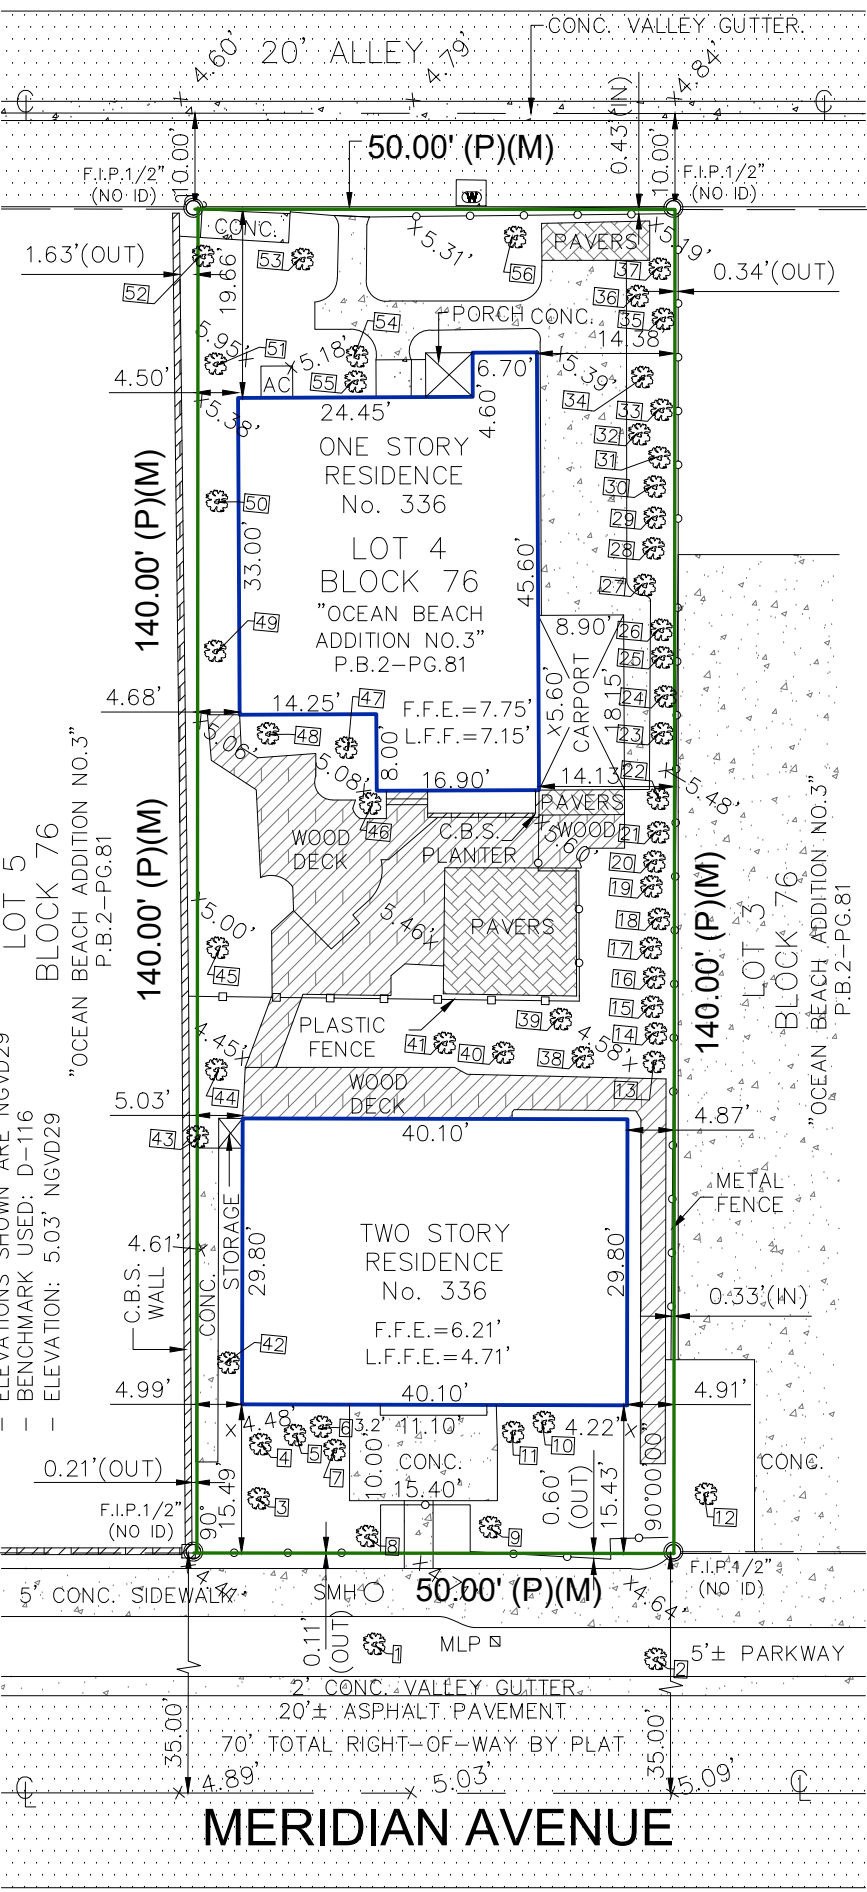 CONC. VALLEY GUTTER.
20' ALLEY
4.60'
4.79'
4.84'
℄
℄
0.43'(IN)
10.00'
50.00' (P)(M)
10.00'
F.I.P.1/2"
(NO ID)
F.I.P.1/2"
(NO ID)
W
CONC.
PAVERS
5.31'
5.19'
1.63'(OUT)
0.34'(OUT)
52
53
56
37
36
35
19.66'
PORCH
CONC.
14.38'
54
51
5.95'
5.18'
55
AC
6.70'
5.39'
34
4.50'
5.38'
24.45'
4.60'
33
ONE STORY
RESIDENCE
No. 336
32
31
30
50
29
28
27
140.00' (P)(M)
33.00'
LOT 4
BLOCK 76
"OCEAN BEACH
ADDITION NO.3"
P.B.2-PG.81
45.60'
49
8.90'
26
25
24
23
22
5.60'
CARPORT
18.15'
4.68'
14.25'
47
F.F.E.=7.75'
L.F.F.=7.15'
5.06'
48
5.08'
8.00'
16.90'
14.13'
5.48'
46
C.B.S.
PLANTER
PAVERS
WOOD
5.60'
WOOD
DECK
21
20
19
18
17
16
15
14
13
140.00' (P)(M)
LOT 5
BLOCK 76
"OCEAN BEACH ADDITION NO.3"
P.B.2-PG.81
5.00'
5.46'
PAVERS
45
140.00' (P)(M)
LOT 3
BLOCK 76
"OCEAN BEACH ADDITION NO.3"
P.B.2-PG.81
PLASTIC
FENCE
39
41
40
38
4.58'
4.45'
44
WOOD
DECK
5.03'
43
40.10'
4.87'
- ELEVATIONS SHOWN ARE NGVD29
- BENCHMARK USED: D-116
- ELEVATION: 5.03' NGVD29
STORAGE
METAL
FENCE
TWO STORY
RESIDENCE
No. 336
4.61'
C.B.S.
WALL
CONC.
29.80'
29.80'
F.F.E.=6.21'
L.F.F.E.=4.71'
0.33'(IN)
42
4.99'
40.10'
4.91'
4.48'
6
3.2'
11.10'
10
4.22'
5
4
7
11
10.00'
CONC.
15.40'
CONC.
0.21'(OUT)
15.49'
3
0.60'
(OUT)
15.43'
90°00'00"
12
F.I.P.1/2"
(NO ID)
90°
8
9
F.I.P.1/2"
(NO ID)
5' CONC. SIDEWALK
SMH
50.00' (P)(M)
4.64'
0.11'
(OUT)
1
MLP
2
5'± PARKWAY
2' CONC. VALLEY GUTTER
20'± ASPHALT PAVEMENT
70' TOTAL RIGHT-OF-WAY BY PLAT
35.00'
35.00'
℄
4.89'
5.03'
5.09'
℄
MERIDIAN AVENUE